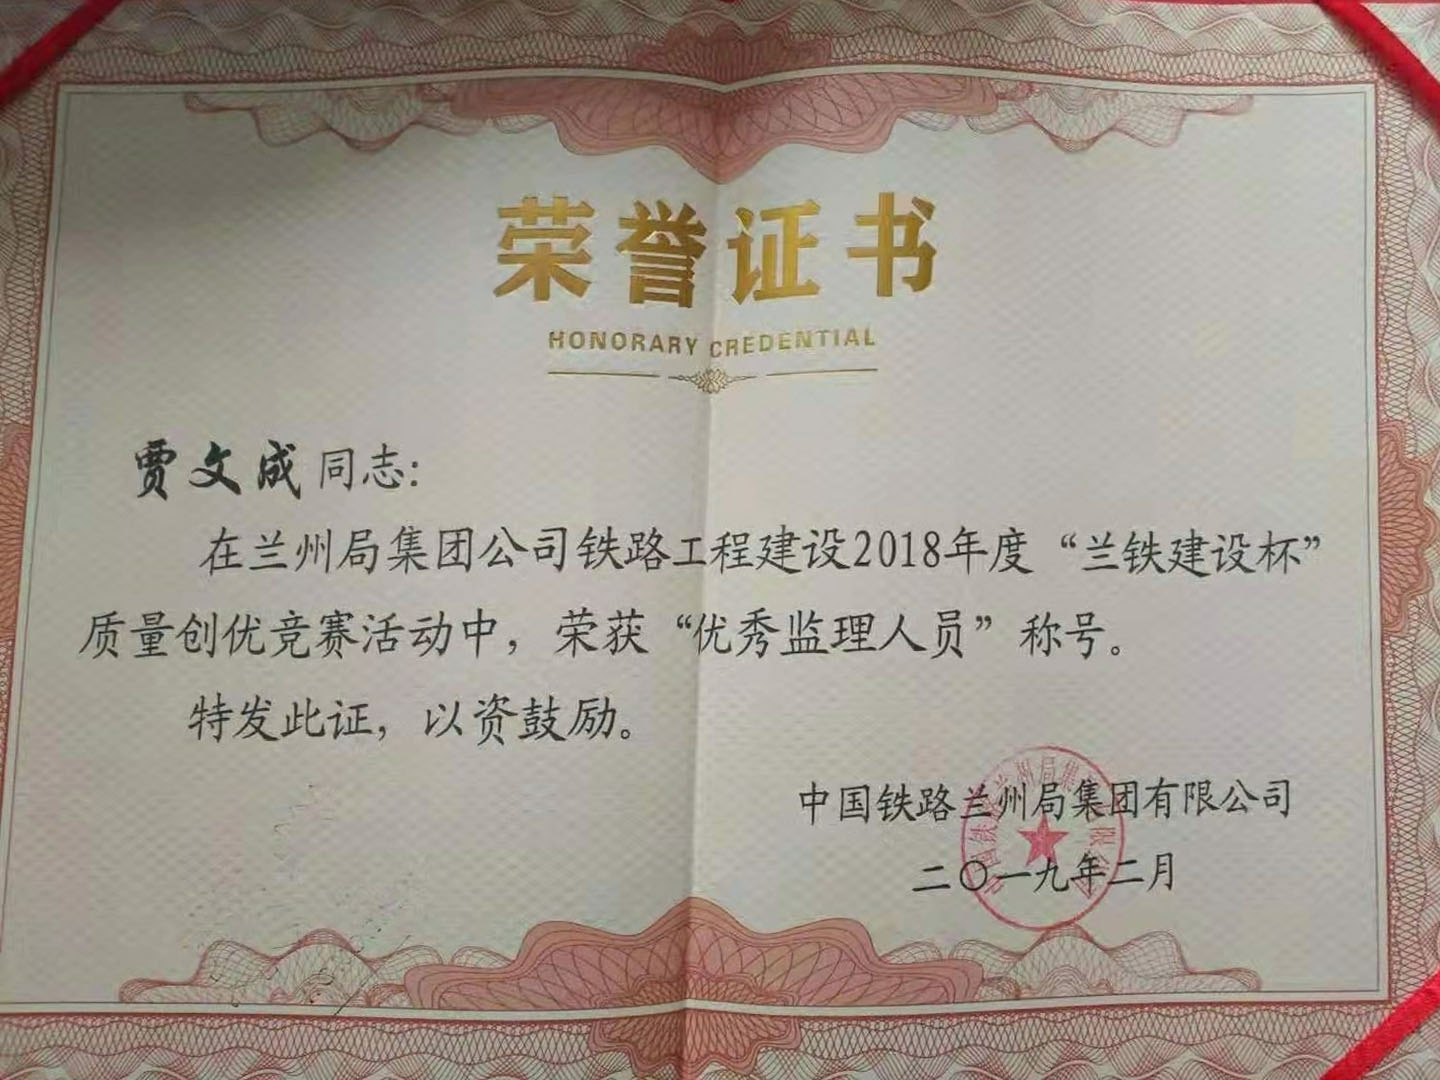 荣誉证书
HONORARY CREDENTIAL
贾文成同志：
在兰州局集团公司铁路工程建设2018年度“兰铁建设杯”
质量创优竞赛活动中，荣获“优秀监理人员”称号。
特发此证，以资鼓励。
中国铁路兰州局集团有限公司
二〇一九年二月